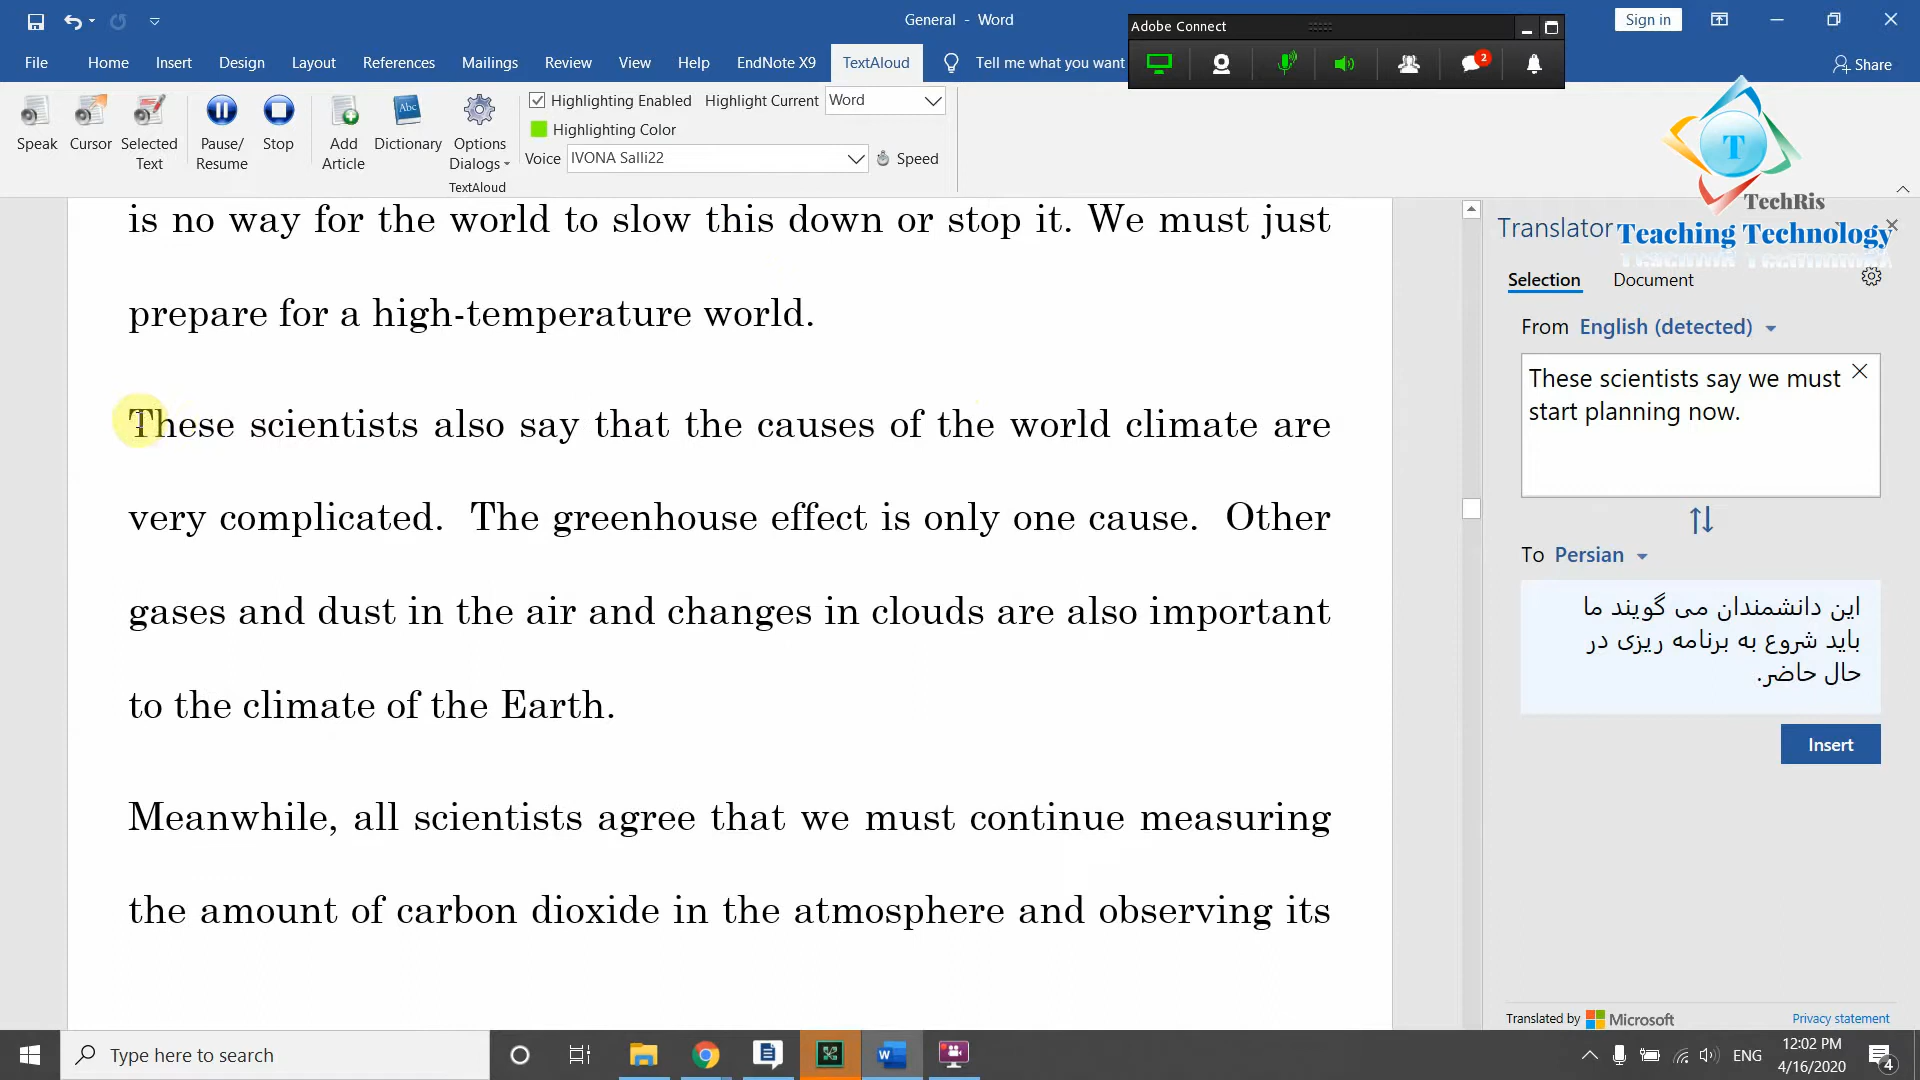 General - Word
Adobe Connect
Sign in
File Home Insert Design Layout References Mailings Review View Help EndNote X9 TextAloud Tell me what you want
2
Share
Speak Cursor Selected Text Pause/ Resume Stop Add Article Dictionary Options Dialogs
Abc
Highlighting Enabled Highlight Current Word
Highlighting Color
Voice IVONA Salli22 Speed
TextAloud
T
TechRis
Teaching Technology
is no way for the world to slow this down or stop it. We must just
prepare for a high-temperature world.
These scientists also say that the causes of the world climate are
very complicated. The greenhouse effect is only one cause. Other
gases and dust in the air and changes in clouds are also important
to the climate of the Earth.
Meanwhile, all scientists agree that we must continue measuring
the amount of carbon dioxide in the atmosphere and observing its
Translator
Selection Document
From English (detected)
These scientists say we must
start planning now.
To Persian
این دانشمندان می گویند ما
باید شروع به برنامه ریزی در
حال حاضر.
Insert
Translated by Microsoft Privacy statement
Type here to search
ENG
12:02 PM
4/16/2020
4